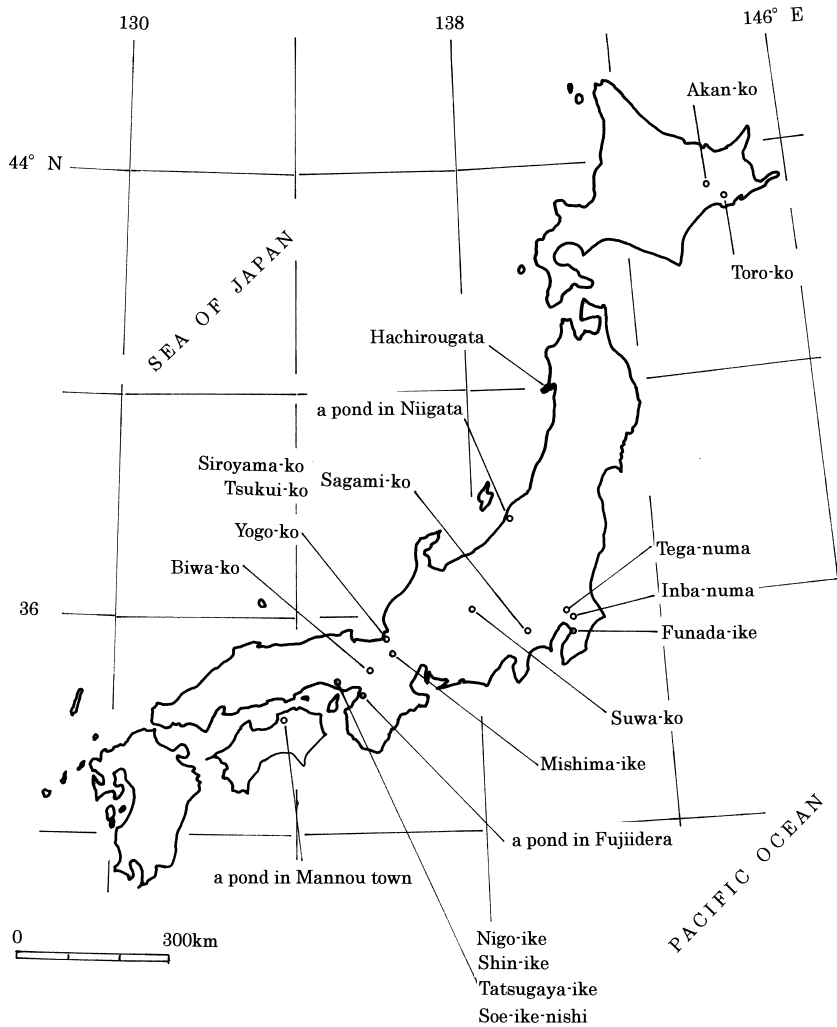 130
138
146° E
Akan-ko
44° N
SEA OF JAPAN
Toro-ko
Hachirougata
a pond in Niigata
Siroyama-ko
Tsukui-ko
Sagami-ko
Yogo-ko
Tega-numa
Biwa-ko
Inba-numa
36
Funada-ike
Suwa-ko
Mishima-ike
a pond in Fujiidera
PACIFIC OCEAN
a pond in Mannou town
0
300km
Nigo-ike
Shin-ike
Tatsugaya-ike
Soe-ike-nishi